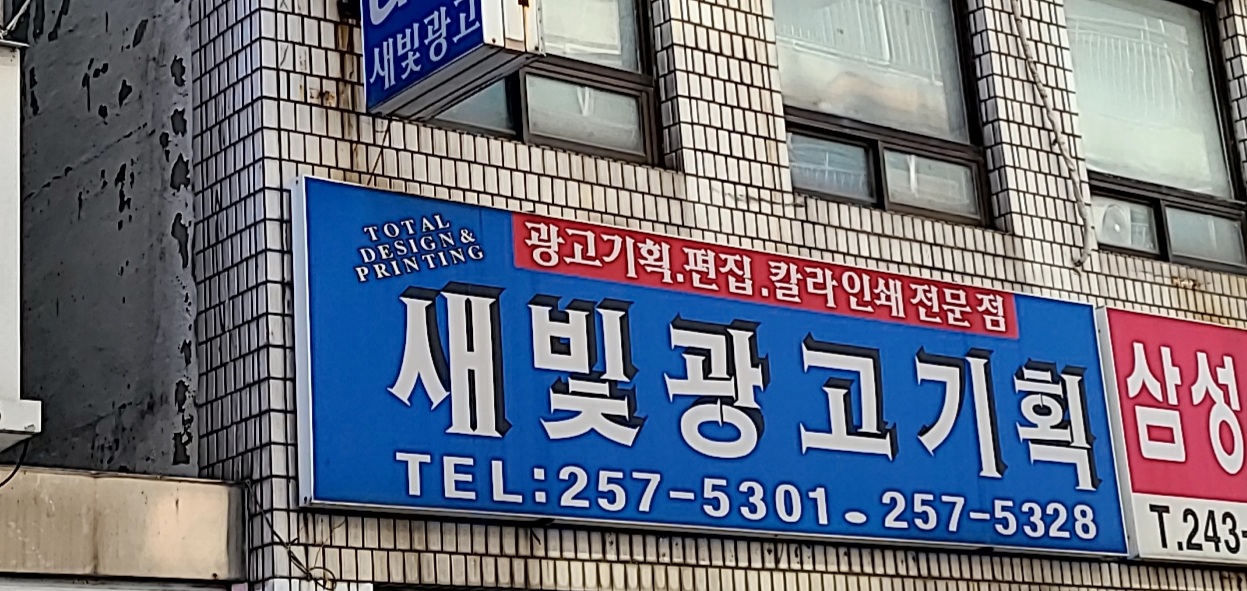 새빛광고
TOTAL
DESIGN &
PRINTING
광고기획.편집.칼라인쇄전문점
새빛광고기획
TEL:257-5301 • 257-5328
삼성
T.243-